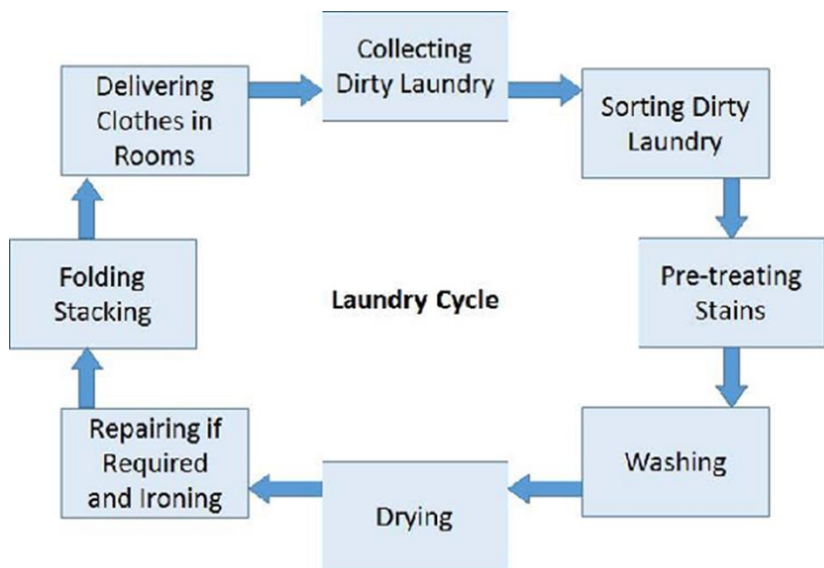 Collecting
Dirty Laundry
Sorting Dirty
Laundry
Pre-treating
Stains
Washing
Drying
Repairing if
Required
and Ironing
Folding
Stacking
Delivering
Clothes in
Rooms
Laundry Cycle